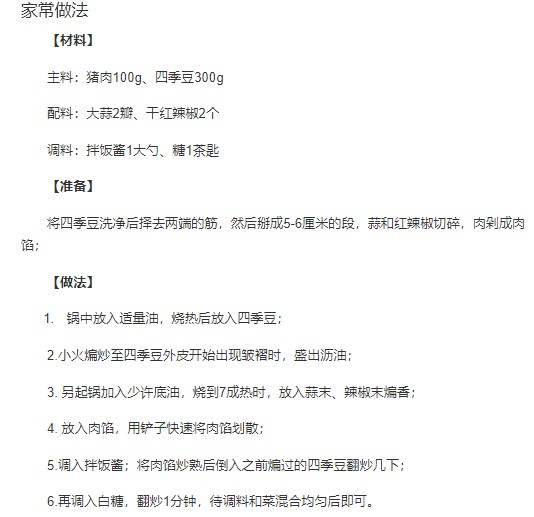 家常做法
【材料】
主料：猪肉100g、四季豆300g
配料：大蒜2瓣、干红辣椒2个
调料：拌饭酱1大勺、糖1茶匙
【准备】
将四季豆洗净后择去两端的筋，然后掰成5-6厘米的段，蒜和红辣椒切碎，肉剁成肉
馅；
【做法】
1. 锅中放入适量油，烧热后放入四季豆；
2.小火煸炒至四季豆外皮开始出现皱褶时，盛出沥油；
3. 另起锅加入少许底油，烧到7成热时，放入蒜末、辣椒末煸香；
4. 放入肉馅，用铲子快速将肉馅划散；
5.调入拌饭酱；将肉馅炒熟后倒入之前煸过的四季豆翻炒几下；
6.再调入白糖，翻炒1分钟，待调料和菜混合均匀后即可。